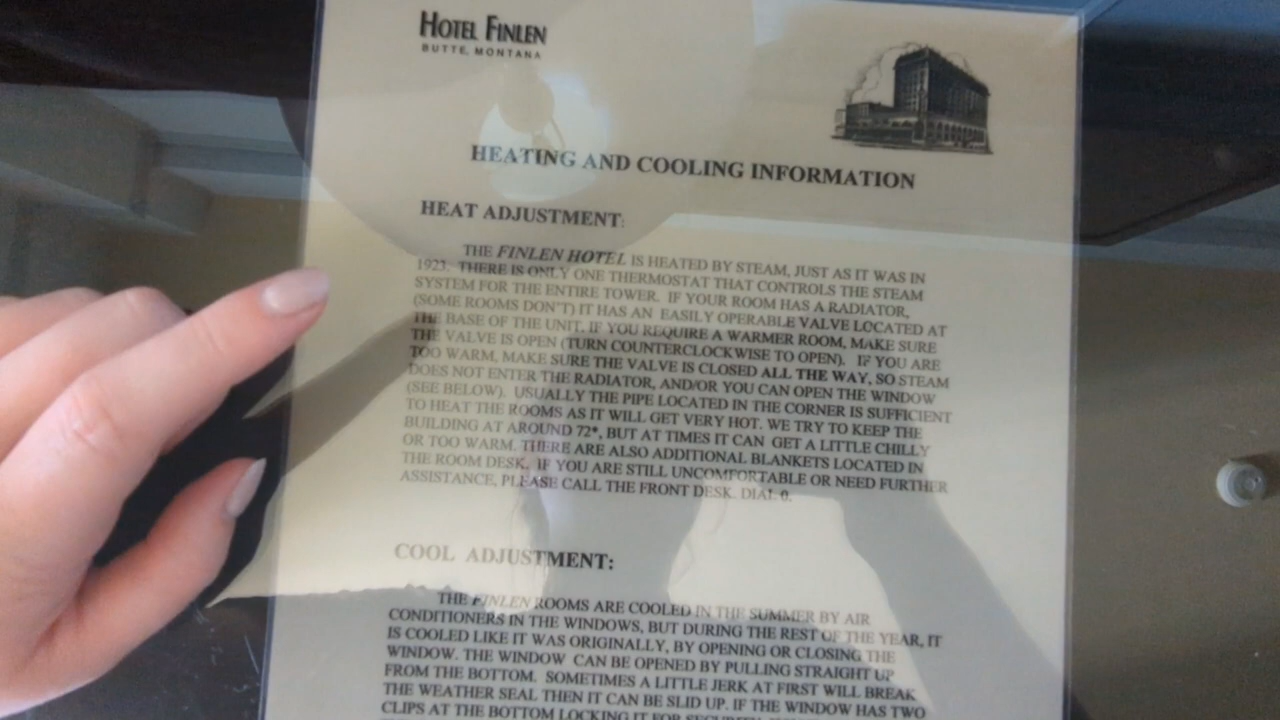 HOTEL FINLEN
BUTTE, MONTANA
HEATING AND COOLING INFORMATION
HEAT ADJUSTMENT:
THE FINLEN HOTEL IS HEATED BY STEAM, JUST AS IT WAS IN
1923. THERE IS ONLY ONE THERMOSTAT THAT CONTROLS THE STEAM
SYSTEM FOR THE ENTIRE TOWER. IF YOUR ROOM HAS A RADIATOR,
(SOME ROOMS DON'T) IT HAS AN EASILY OPERABLE VALVE LOCATED AT
THE BASE OF THE UNIT. IF YOU REQUIRE A WARMER ROOM, MAKE SURE
THE VALVE IS OPEN (TURN COUNTERCLOCKWISE TO OPEN). IF YOU ARE
TOO WARM, MAKE SURE THE VALVE IS CLOSED ALL THE WAY, SO STEAM
DOES NOT ENTER THE RADIATOR, AND/OR YOU CAN OPEN THE WINDOW
(SEE BELOW). USUALLY THE PIPE LOCATED IN THE CORNER IS SUFFICIENT
TO HEAT THE ROOMS AS IT WILL GET VERY HOT. WE TRY TO KEEP THE
BUILDING AT AROUND 72*, BUT AT TIMES IT CAN GET A LITTLE CHILLY
OR TOO WARM. THERE ARE ALSO ADDITIONAL BLANKETS LOCATED IN
THE ROOM DESK. IF YOU ARE STILL UNCOMFORTABLE OR NEED FURTHER
ASSISTANCE, PLEASE CALL THE FRONT DESK. DIAL 0.
COOL ADJUSTMENT:
THE FINLEN ROOMS ARE COOLED IN THE SUMMER BY AIR
CONDITIONERS IN THE WINDOWS, BUT DURING THE REST OF THE YEAR, IT
IS COOLED LIKE IT WAS ORIGINALLY, BY OPENING OR CLOSING THE
WINDOW. THE WINDOW CAN BE OPENED BY PULLING STRAIGHT UP
FROM THE BOTTOM. SOMETIMES A LITTLE JERK AT FIRST WILL BREAK
THE WEATHER SEAL THEN IT CAN BE SLID UP. IF THE WINDOW HAS TWO
CLIPS AT THE BOTTOM LOCKING IT FOR